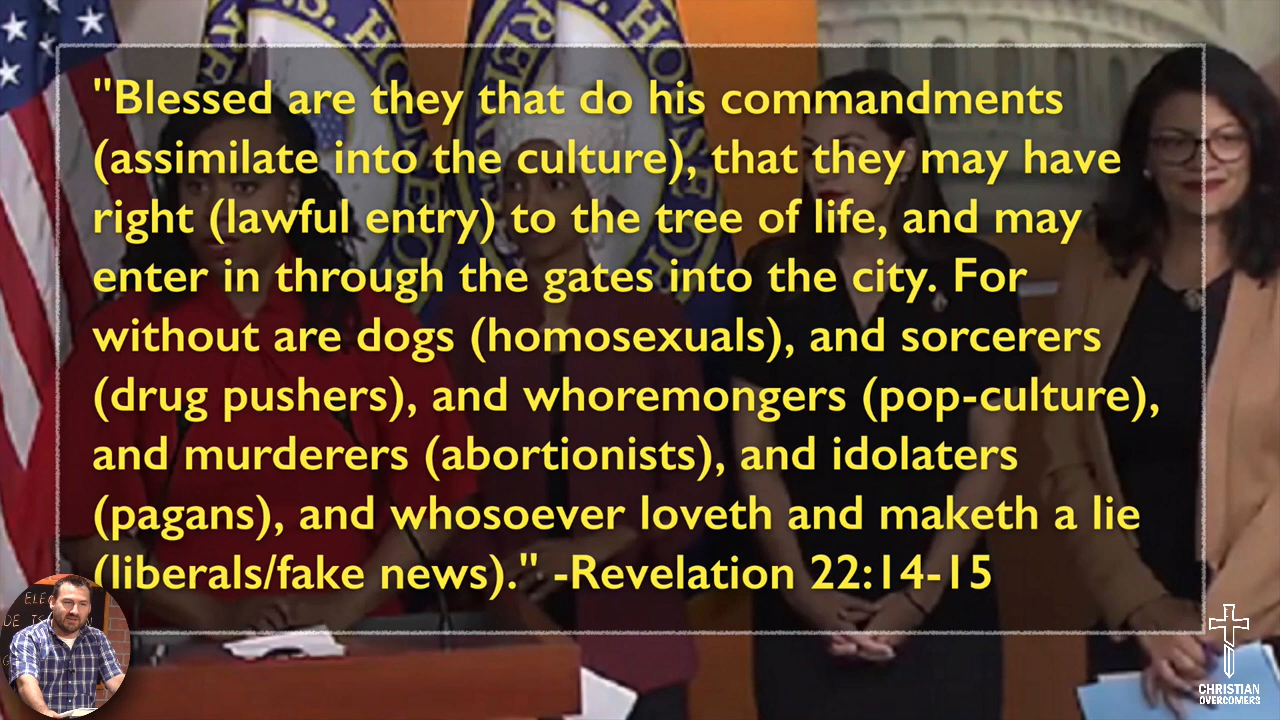 "Blessed are they that do his commandments
(assimilate into the culture), that they may have
right (lawful entry) to the tree of life, and may
enter in through the gates into the city. For
without are dogs (homosexuals), and sorcerers
(drug pushers), and whoremongers (pop-culture),
and murderers (abortionists), and idolaters
(pagans), and whosoever loveth and maketh a lie
(liberals/fake news)." -Revelation 22:14-15
CHRISTIAN
OVERCOMERS